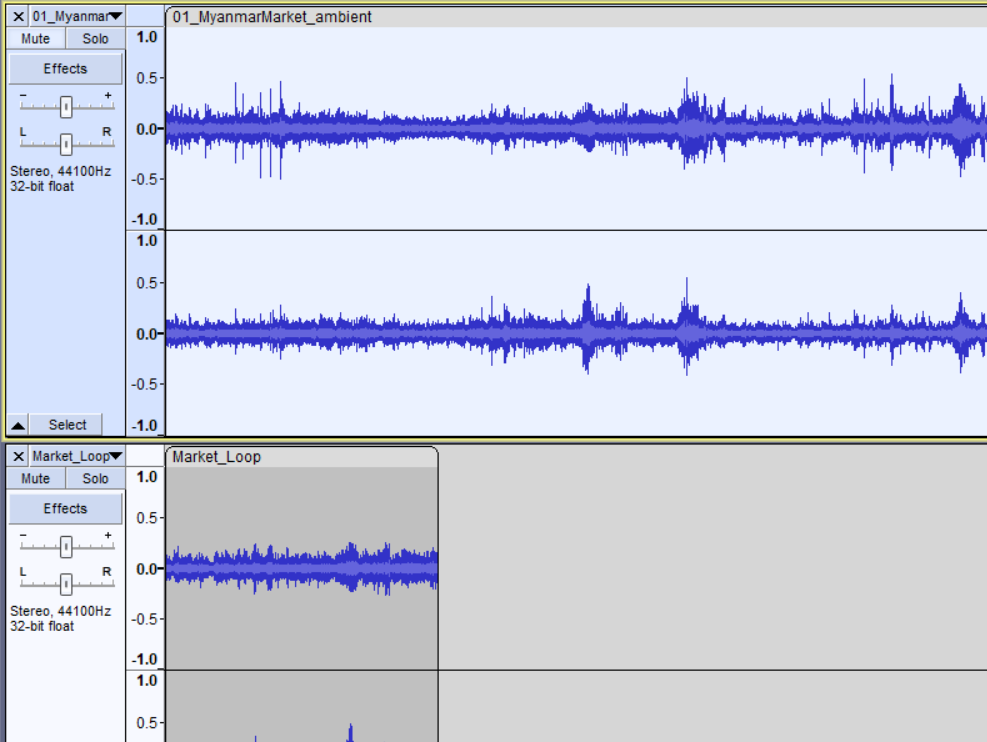 01_Myanmar
01_MyanmarMarket_ambient
Mute Solo
Effects
- +
L R
Stereo, 44100Hz
32-bit float
Select
1.0
0.5
0.0
-0.5
-1.0
1.0
0.5
0.0
-0.5
-1.0
Market_Loop
Market_Loop
Mute Solo
Effects
- +
L R
Stereo, 44100Hz
32-bit float
1.0
0.5
0.0
-0.5
-1.0
1.0
0.5